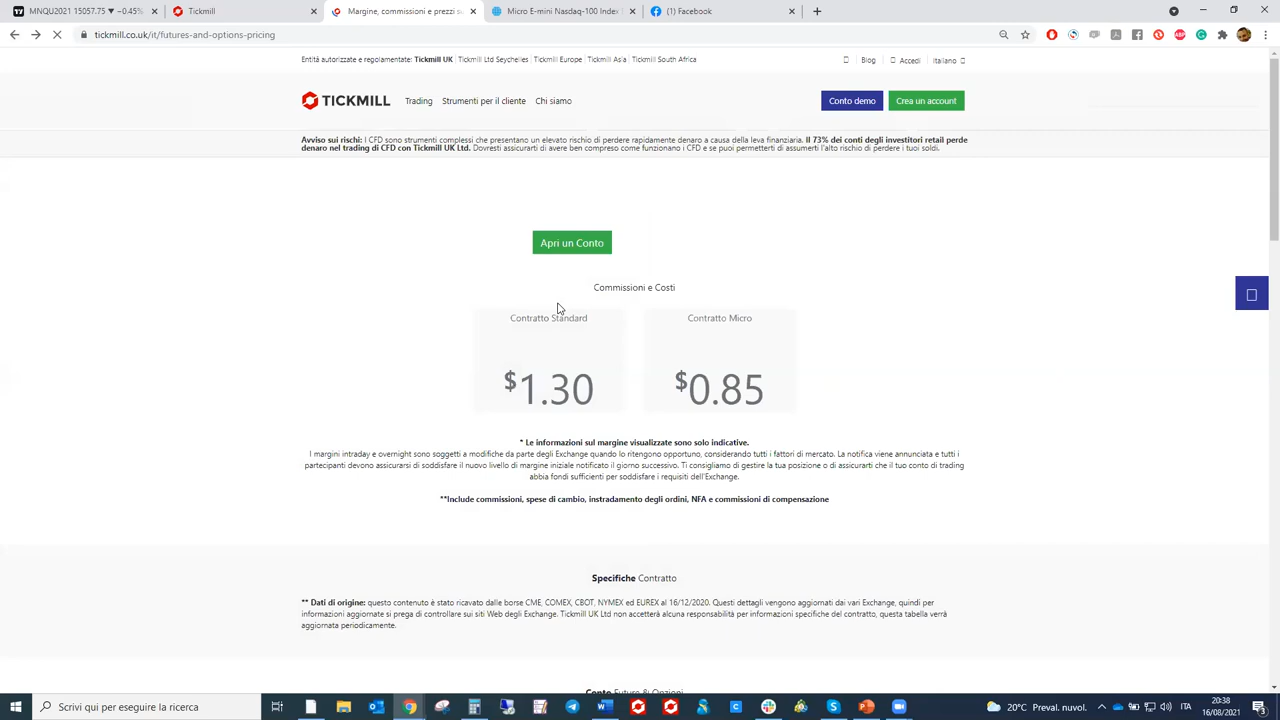 MNQU2021 15057.75 ▼ −0.45%
Tickmill
Margine, commissioni e prezzi s
Micro E-mini Nasdaq-100 Index
(1) Facebook
tickmill.co.uk/it/futures-and-options-pricing
Entità autorizzate e regolamentate: Tickmill UK | Tickmill Ltd Seychelles | Tickmill Europe | Tickmill Asia | Tickmill South Africa
Blog
Accedi
Italiano
TICKMILL
Trading
Strumenti per il cliente
Chi siamo
Conto demo
Crea un account
Avviso sui rischi: I CFD sono strumenti complessi che presentano un elevato rischio di perdere rapidamente denaro a causa della leva finanziaria. Il 73% dei conti degli investitori retail perde
denaro nel trading di CFD con Tickmill UK Ltd. Dovresti assicurarti di avere ben compreso come funzionano i CFD e se puoi permetterti di assumerti l'alto rischio di perdere i tuoi soldi.
Apri un Conto
Commissioni e Costi
Contratto Standard
Contratto Micro
$1.30
$0.85
* Le informazioni sul margine visualizzate sono solo indicative.
I margini intraday e overnight sono soggetti a modifiche da parte degli Exchange quando lo ritengono opportuno, considerando tutti i fattori di mercato. La notifica viene annunciata e tutti i
partecipanti devono assicurarsi di soddisfare il nuovo livello di margine iniziale notificato il giorno successivo. Ti consigliamo di gestire la tua posizione o di assicurarti che il tuo conto di trading
abbia fondi sufficienti per soddisfare i requisiti dell'Exchange.
**Include commissioni, spese di cambio, instradamento degli ordini, NFA e commissioni di compensazione
Specifiche Contratto
** Dati di origine: questo contenuto è stato ricavato dalle borse CME, COMEX, CBOT, NYMEX ed EUREX al 16/12/2020. Questi dettagli vengono aggiornati dai vari Exchange, quindi per
informazioni aggiornate si prega di controllare sui siti Web degli Exchange. Tickmill UK Ltd non accetterà alcuna responsabilità per informazioni specifiche del contratto, questa tabella verrà
aggiornata periodicamente.
Conto Future & Opzioni
Scrivi qui per eseguire la ricerca
20°C Parz. nuvol.
ITA
20:38
16/08/2021